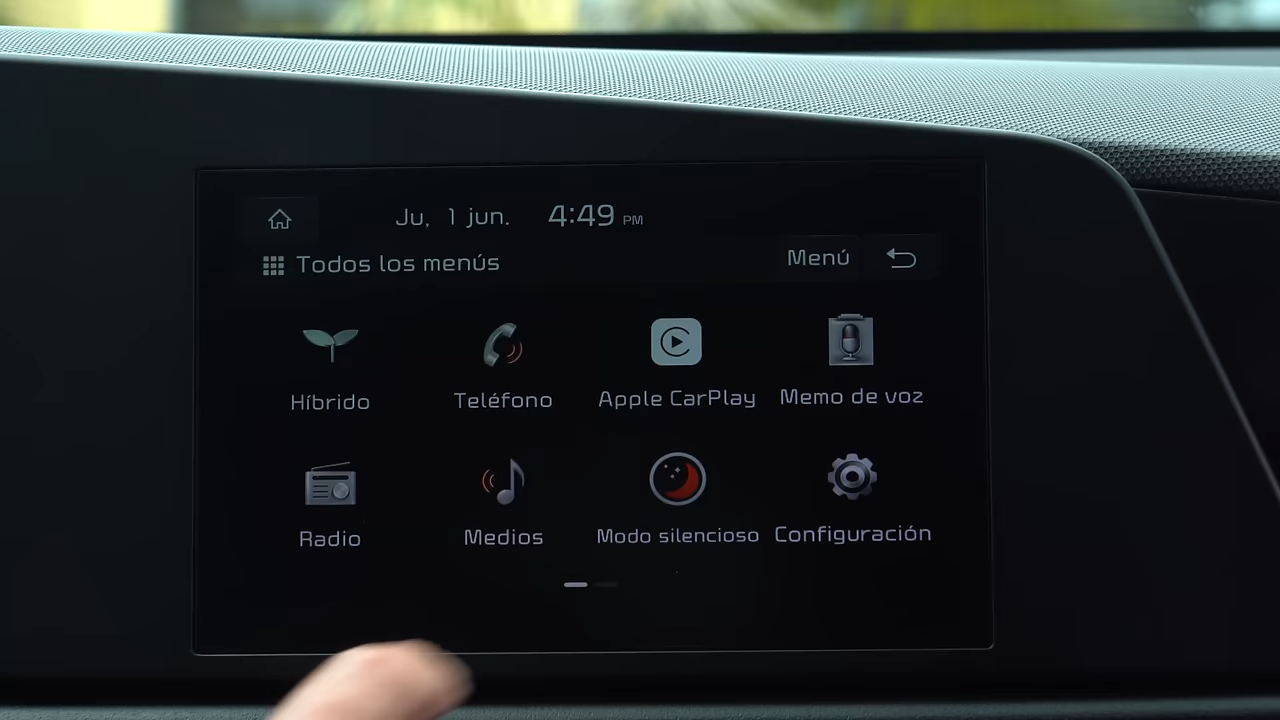 Ju, 1 jun. 4:49 PM
Todos los menús Menú
Híbrido Teléfono Apple CarPlay Memo de voz
Radio Medios Modo silencioso Configuración